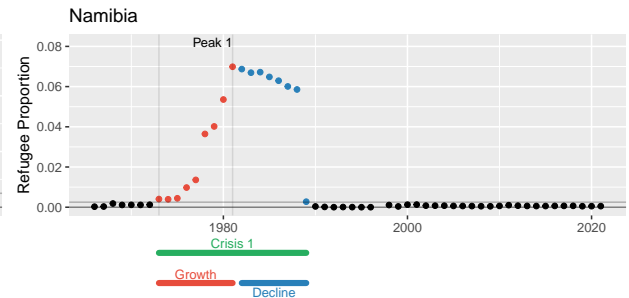 Namibia
Peak 1
Refugee Proportion
0.08
0.06
0.04
0.02
0.00
1980
2000
2020
Crisis 1
Growth
Decline